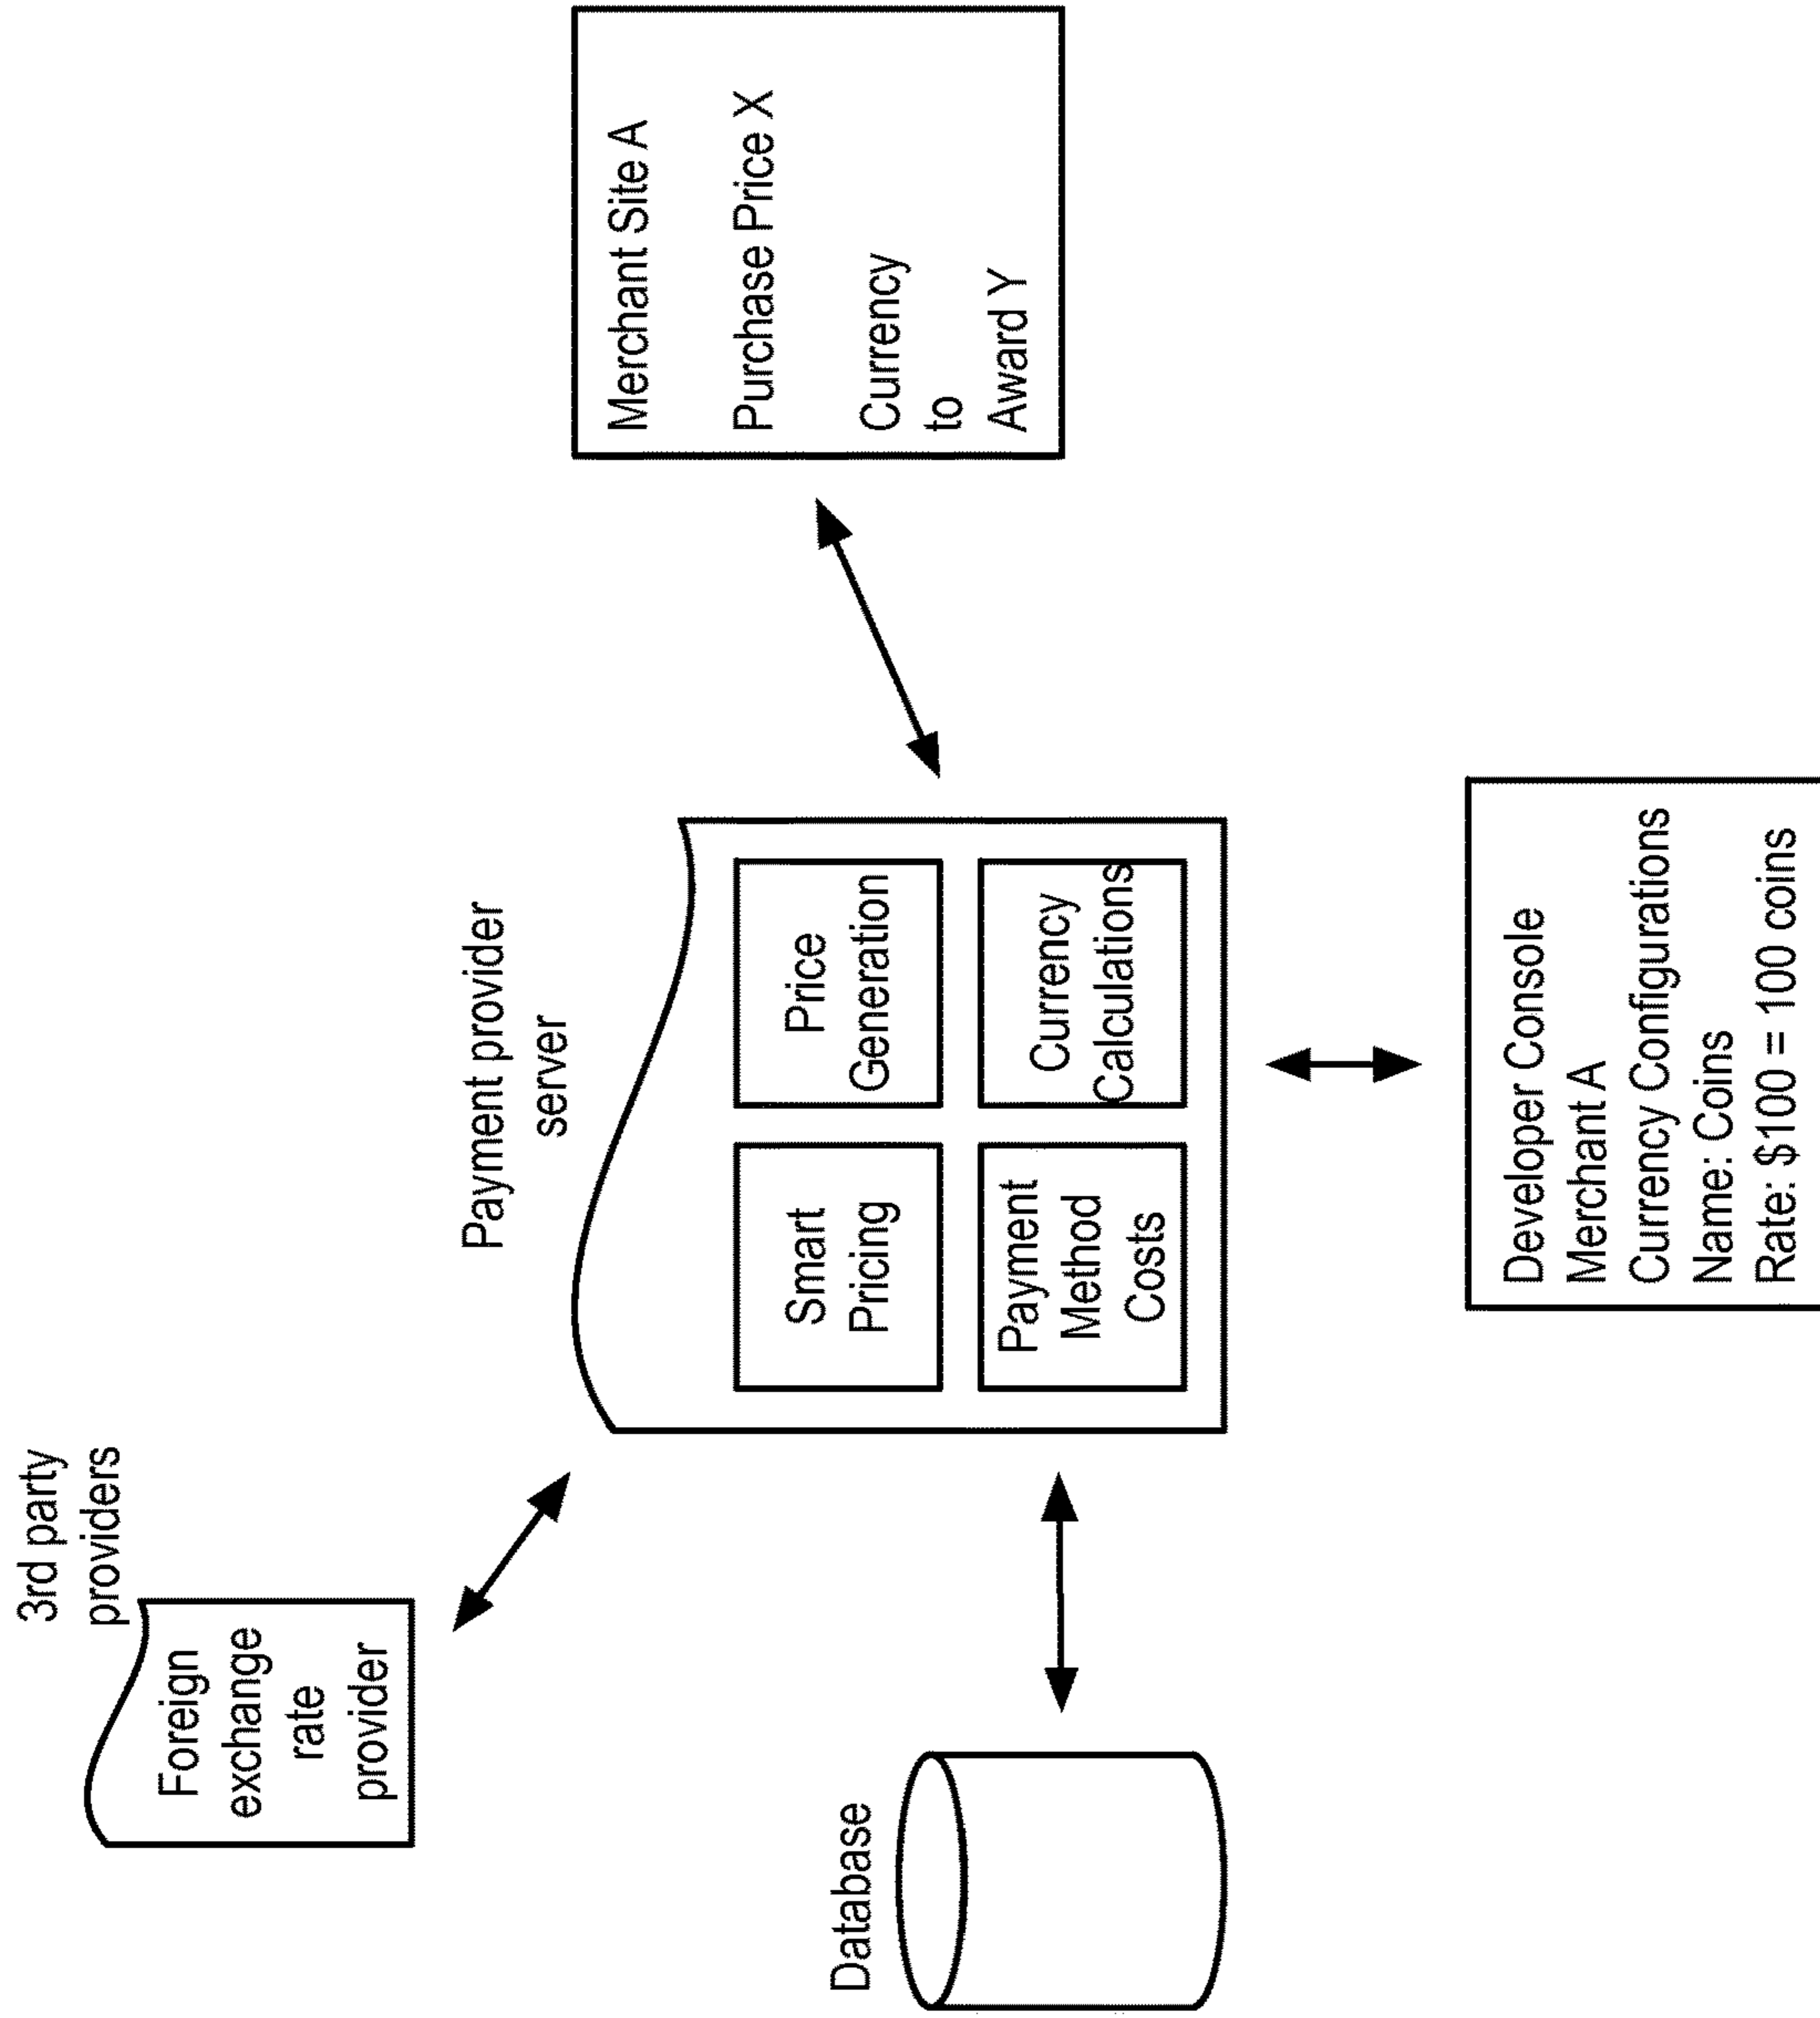 3rd party
providers
Foreign
exchange
rate
provider
Payment provider
server
Smart
Pricing
Price
Generation
Payment
Method
Costs
Currency
Calculations
Merchant Site A
Purchase Price X
Currency
to
Award Y
Database
Developer Console
Merchant A
Currency Configurations
Name: Coins
Rate: $100 = 100 coins